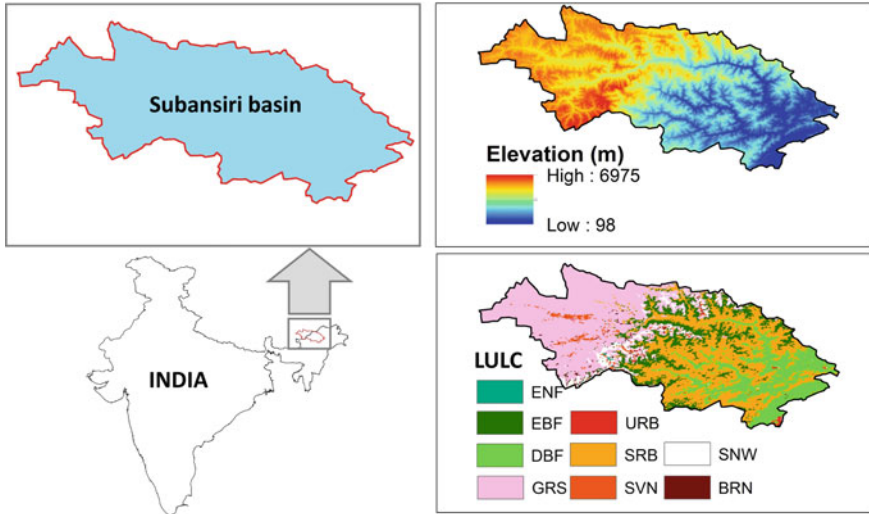 Subansiri basin
Elevation (m)
High : 6975
Low : 98
INDIA
LULC
ENF
EBF URB
DBF SRB SNW
GRS SVN BRN